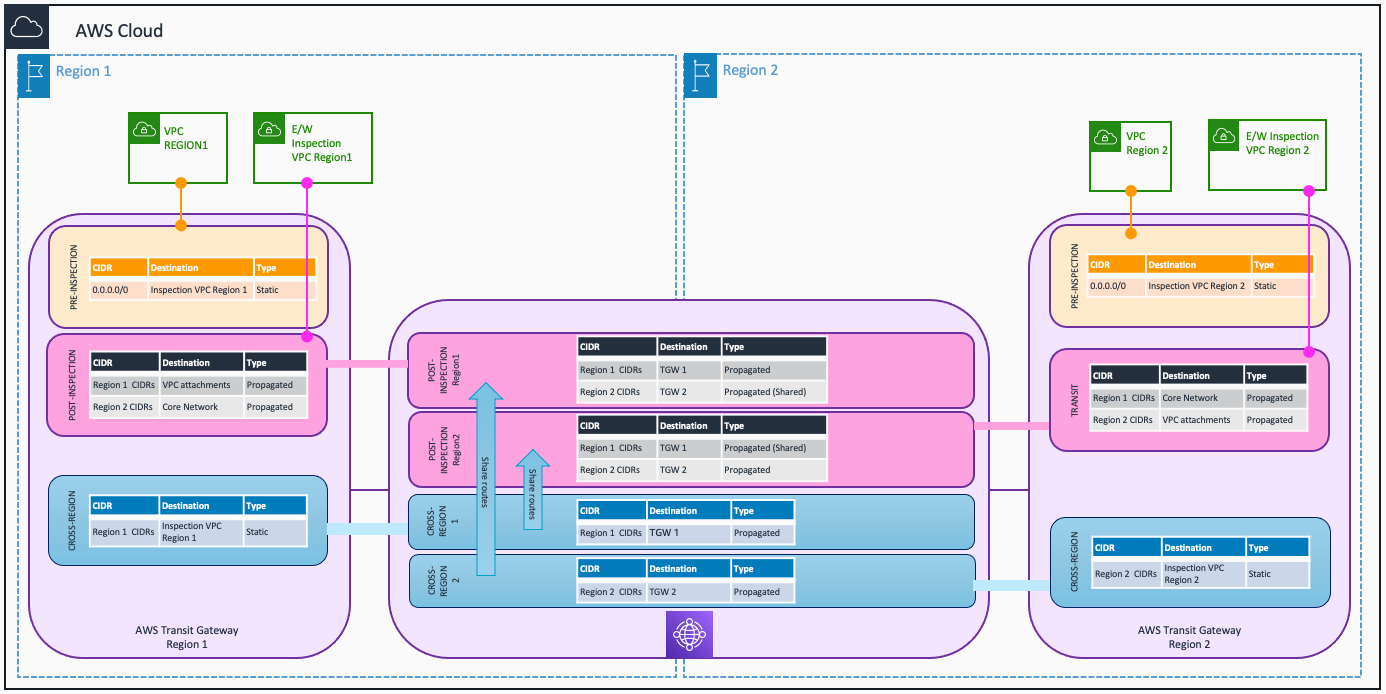 AWS Cloud
Region 1
Region 2
VPC
REGION1
E/W
Inspection
VPC Region1
VPC
Region 2
E/W Inspection
VPC Region 2
PRE-INSPECTION
CIDR Destination Type
0.0.0.0/0 Inspection VPC Region 1 Static
POST-INSPECTION
CIDR Destination Type
Region 1 CIDRs VPC attachments Propagated
Region 2 CIDRs Core Network Propagated
CROSS-REGION
CIDR Destination Type
Region 1 CIDRs Inspection VPC
Region 1 Static
AWS Transit Gateway
Region 1
POST-
INSPECTION
Region1
CIDR Destination Type
Region 1 CIDRs TGW 1 Propagated
Region 2 CIDRs TGW 2 Propagated (Shared)
POST-
INSPECTION
Region2
CIDR Destination Type
Region 1 CIDRs TGW 1 Propagated (Shared)
Region 2 CIDRs TGW 2 Propagated
Share routes
Share routes
CROSS-
REGION
1
CIDR Destination Type
Region 1 CIDRs TGW 1 Propagated
CROSS-
REGION
2
CIDR Destination Type
Region 2 CIDRs TGW 2 Propagated
PRE-INSPECTION
CIDR Destination Type
0.0.0.0/0 Inspection VPC Region 2 Static
TRANSIT
CIDR Destination Type
Region 1 CIDRs Core Network Propagated
Region 2 CIDRs VPC attachments Propagated
CROSS-REGION
CIDR Destination Type
Region 2 CIDRs Inspection VPC
Region 2 Static
AWS Transit Gateway
Region 2